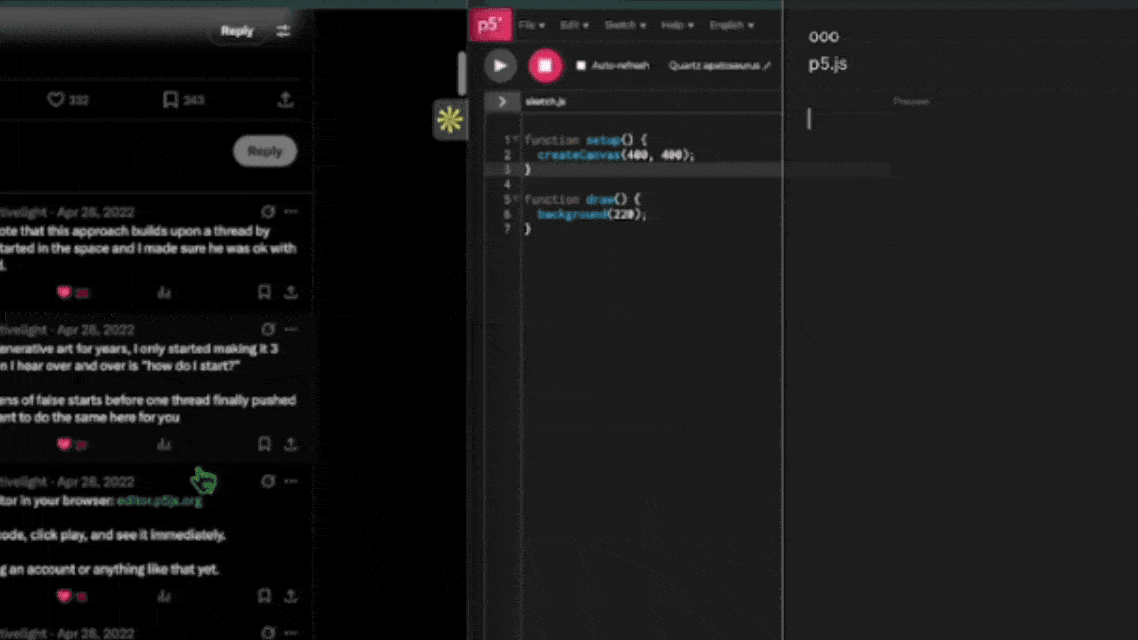 Reply
332
243
Reply
tivelight · Apr 28, 2022
ote that this approach builds upon a thread by
tarted in the space and I made sure he was ok with
d.
tivelight · Apr 28, 2022
enerative art for years, I only started making it 3
n I hear over and over is "how do I start?"
ens of false starts before one thread finally pushed
ant to do the same here for you
tivelight · Apr 28, 2022
tor in your browser: editor.p5js.org
code, click play, and see it immediately.
g an account or anything like that yet.
tivelight · Apr 28, 2022
p5*
File Edit Sketch Help English
Auto-refresh Quartz apatosaurus
sketch.js
Preview
1 function setup() {
2 createCanvas(400, 400);
3 }
4
5 function draw() {
6 background(220);
7 }
000
p5.js